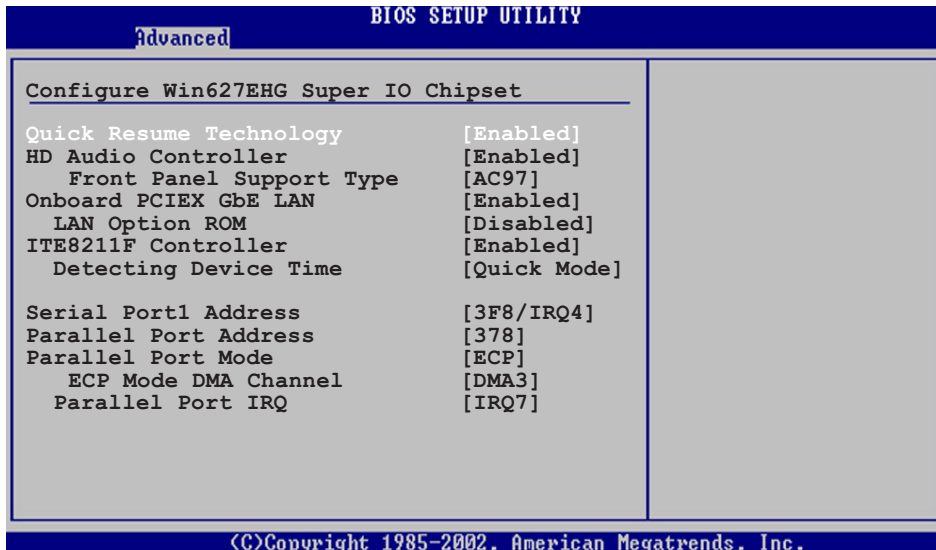 BIOS SETUP UTILITY
Advanced
Configure Win627EHG Super IO Chipset
Quick Resume Technology [Enabled]
HD Audio Controller [Enabled]
Front Panel Support Type [AC97]
Onboard PCIEX GbE LAN [Enabled]
LAN Option ROM [Disabled]
ITE8211F Controller [Enabled]
Detecting Device Time [Quick Mode]
Serial Port1 Address [3F8/IRQ4]
Parallel Port Address [378]
Parallel Port Mode [ECP]
ECP Mode DMA Channel [DMA3]
Parallel Port IRQ [IRQ7]
(C)Copyright 1985-2002, American Megatrends, Inc.